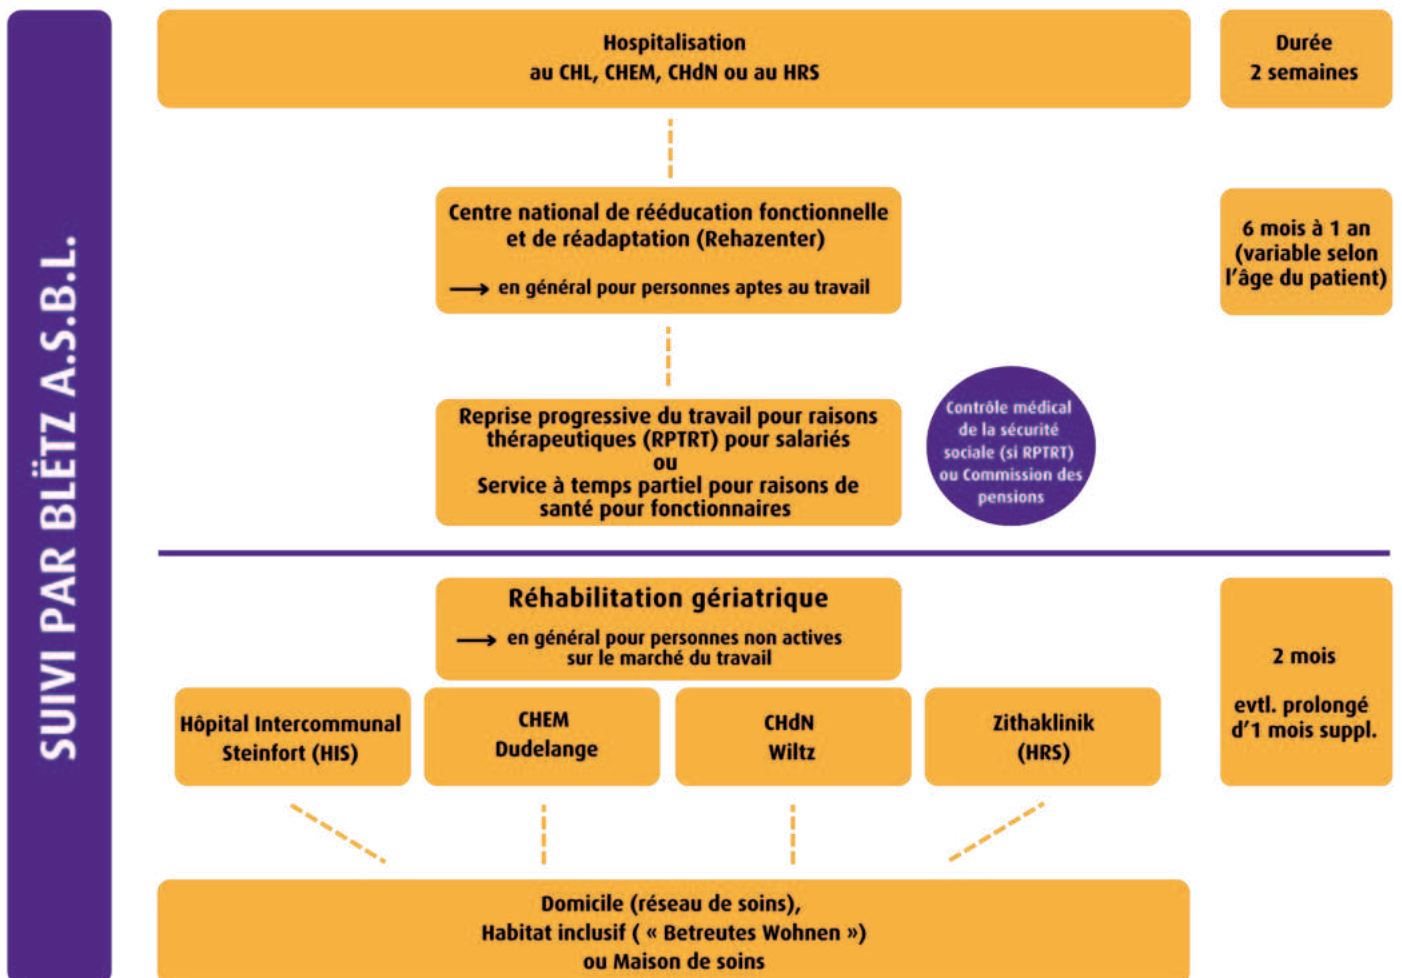 SUIVI PAR BLËTZ A.S.B.L.
Hospitalisation
au CHL, CHEM, CHdN ou au HRS
Durée
2 semaines
Centre national de rééducation fonctionnelle
et de réadaptation (Rehazenter)
→ en général pour personnes aptes au travail
6 mois à 1 an
(variable selon
l'âge du patient)
Reprise progressive du travail pour raisons
thérapeutiques (RPTRT) pour salariés
ou
Service à temps partiel pour raisons de
santé pour fonctionnaires
Contrôle médical
de la sécurité
sociale (si RPTRT)
ou Commission des
pensions
Réhabilitation gériatrique
→ en général pour personnes non actives
sur le marché du travail
2 mois
evtl. prolongé
d'1 mois suppl.
Hôpital Intercommunal
Steinfort (HIS)
CHEM
Dudelange
CHdN
Wiltz
Zithaklinik
(HRS)
Domicile (réseau de soins),
Habitat inclusif ( « Betreutes Wohnen »)
ou Maison de soins